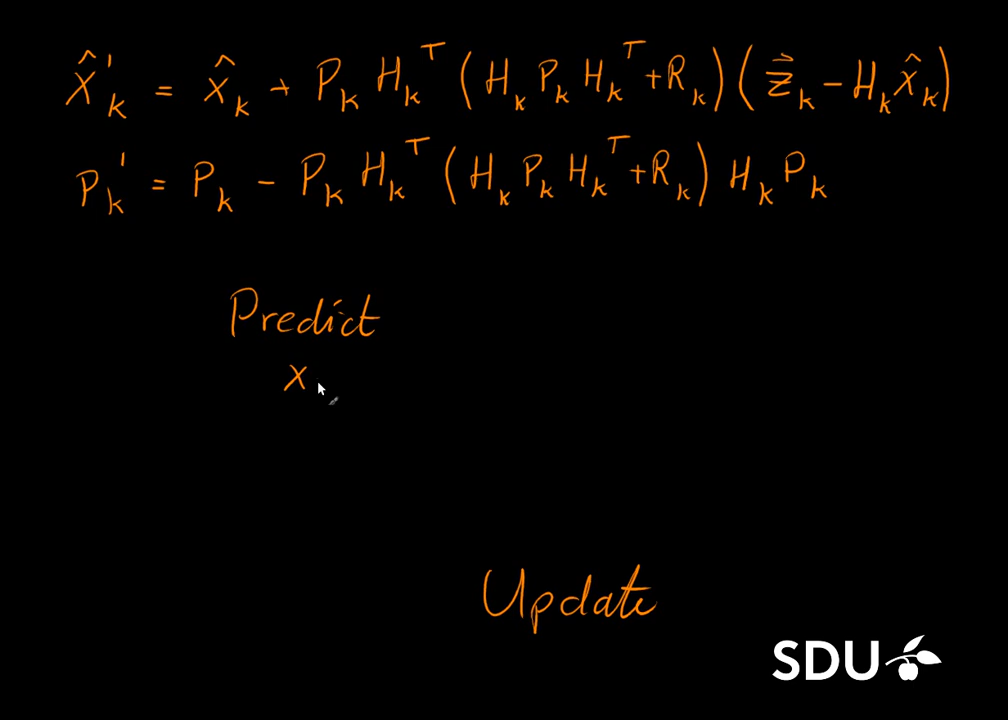 x̂'ₖ = x̂ₖ + Pₖ Hₖᵀ (Hₖ Pₖ Hₖᵀ + Rₖ) (z⃗ₖ − Hₖ x̂ₖ)
P'ₖ = Pₖ − Pₖ Hₖᵀ (Hₖ Pₖ Hₖᵀ + Rₖ) Hₖ Pₖ
Predict
x
Update
SDU